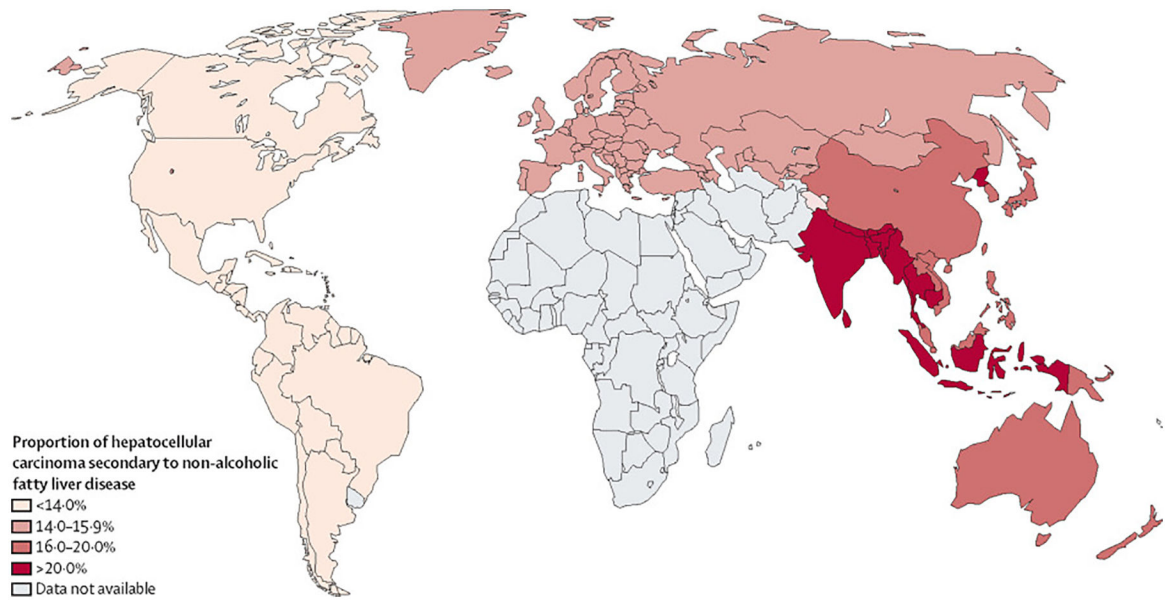 Proportion of hepatocellular
carcinoma secondary to non-alcoholic
fatty liver disease
<14·0%
14·0–15·9%
16·0–20·0%
>20·0%
Data not available